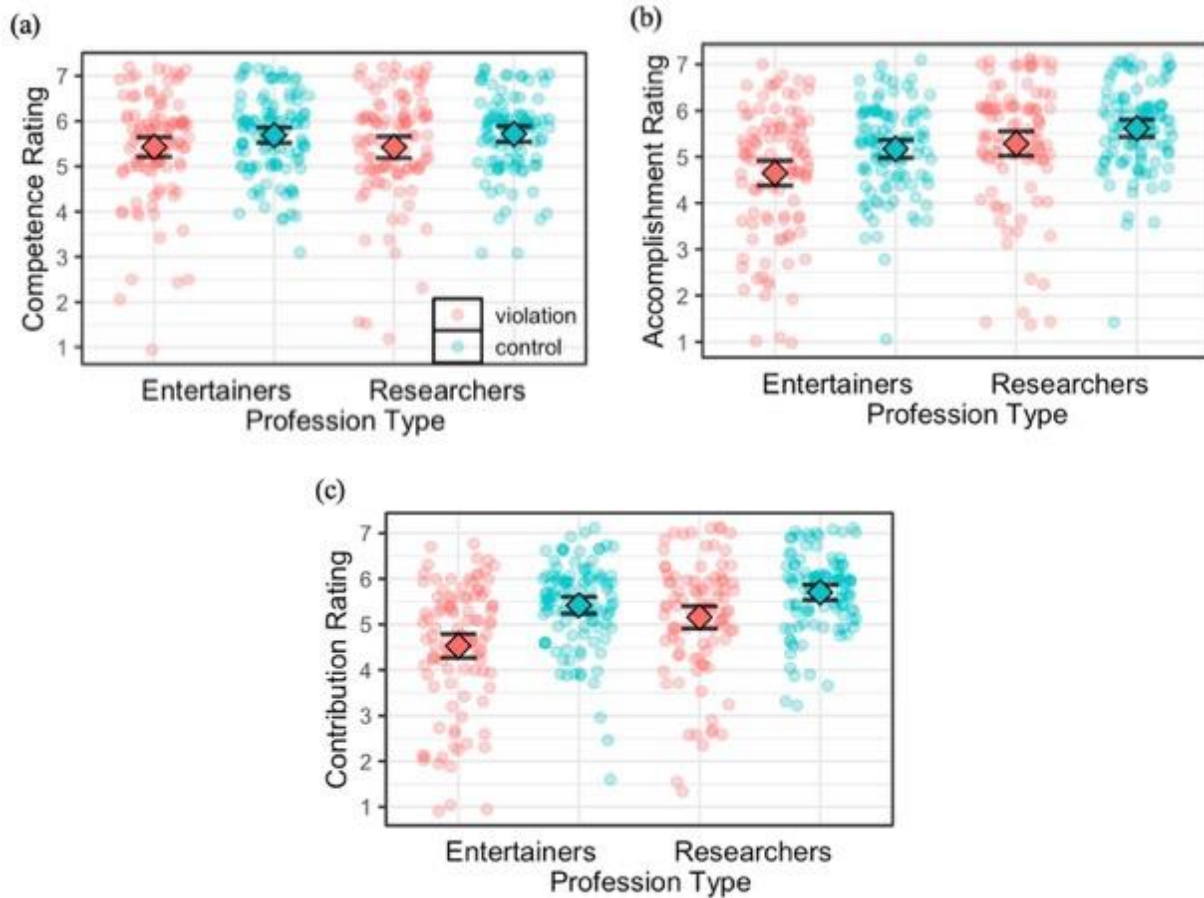 (a)
Competence Rating
7
6
5
4
3
2
1
violation
control
Entertainers Researchers
Profession Type
(b)
Accomplishment Rating
7
6
5
4
3
2
1
Entertainers Researchers
Profession Type
(c)
Contribution Rating
7
6
5
4
3
2
1
Entertainers Researchers
Profession Type